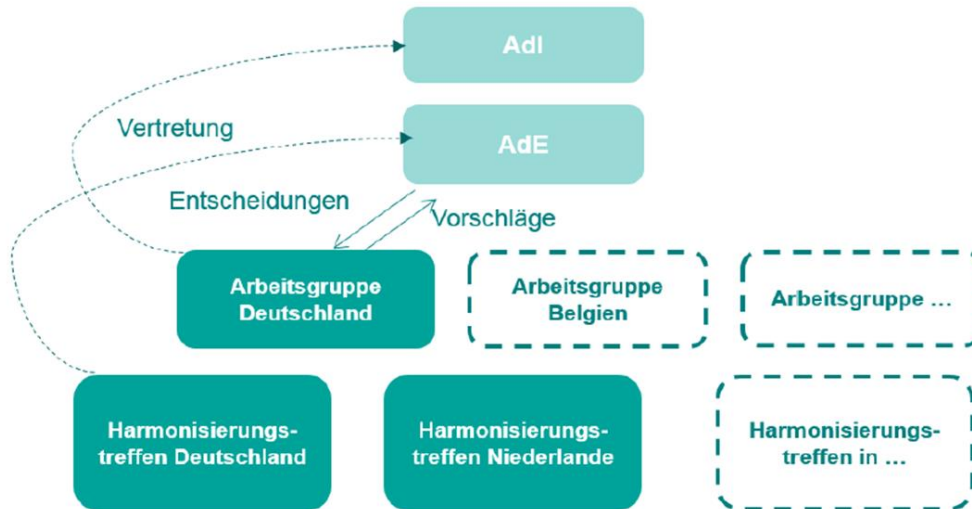 AdI
Vertretung
AdE
Entscheidungen
Vorschläge
Arbeitsgruppe
Deutschland
Arbeitsgruppe
Belgien
Arbeitsgruppe ...
Harmonisierungs-
treffen Deutschland
Harmonisierungs-
treffen Niederlande
Harmonisierungs-
treffen in ...